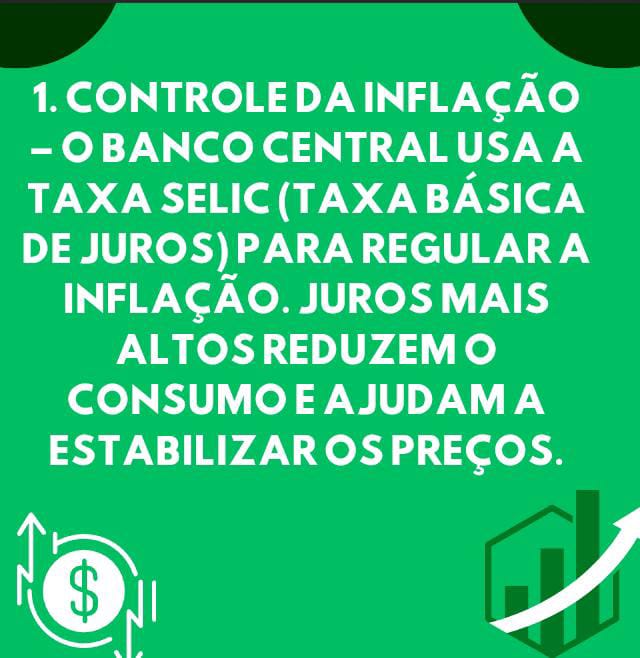 1. CONTROLE DA INFLAÇÃO
– O BANCO CENTRAL USA A
TAXA SELIC (TAXA BÁSICA
DE JUROS) PARA REGULAR A
INFLAÇÃO. JUROS MAIS
ALTOS REDUZEM O
CONSUMO E AJUDAM A
ESTABILIZAR OS PREÇOS.
$